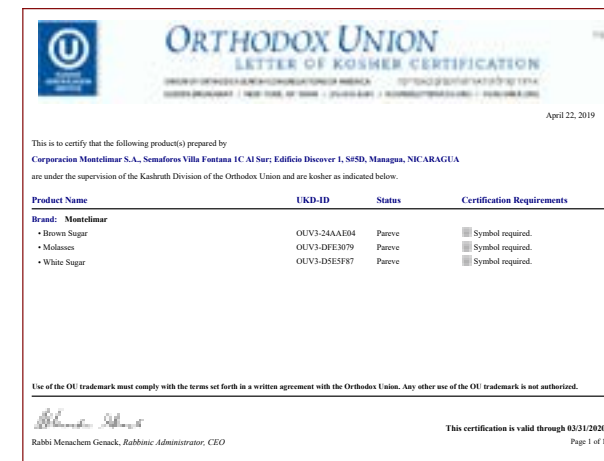 ORTHODOX UNION
LETTER OF KOSHER CERTIFICATION
April 22, 2019
This is to certify that the following product(s) prepared by
Corporacion Montelimar S.A., Semaforos Villa Fontana 1C Al Sur; Edificio Discover 1, S#5D, Managua, NICARAGUA
are under the supervision of the Kashruth Division of the Orthodox Union and are kosher as indicated below.
Product Name UKD-ID Status Certification Requirements
Brand: Montelimar
• Brown Sugar OUV3-24AAE04 Pareve Symbol required.
• Molasses OUV3-DFE3079 Pareve Symbol required.
• White Sugar OUV3-D5E5F87 Pareve Symbol required.
Use of the OU trademark must comply with the terms set forth in a written agreement with the Orthodox Union. Any other use of the OU trademark is not authorized.
Rabbi Menachem Genack, Rabbinic Administrator, CEO
This certification is valid through 03/31/2020
Page 1 of 1